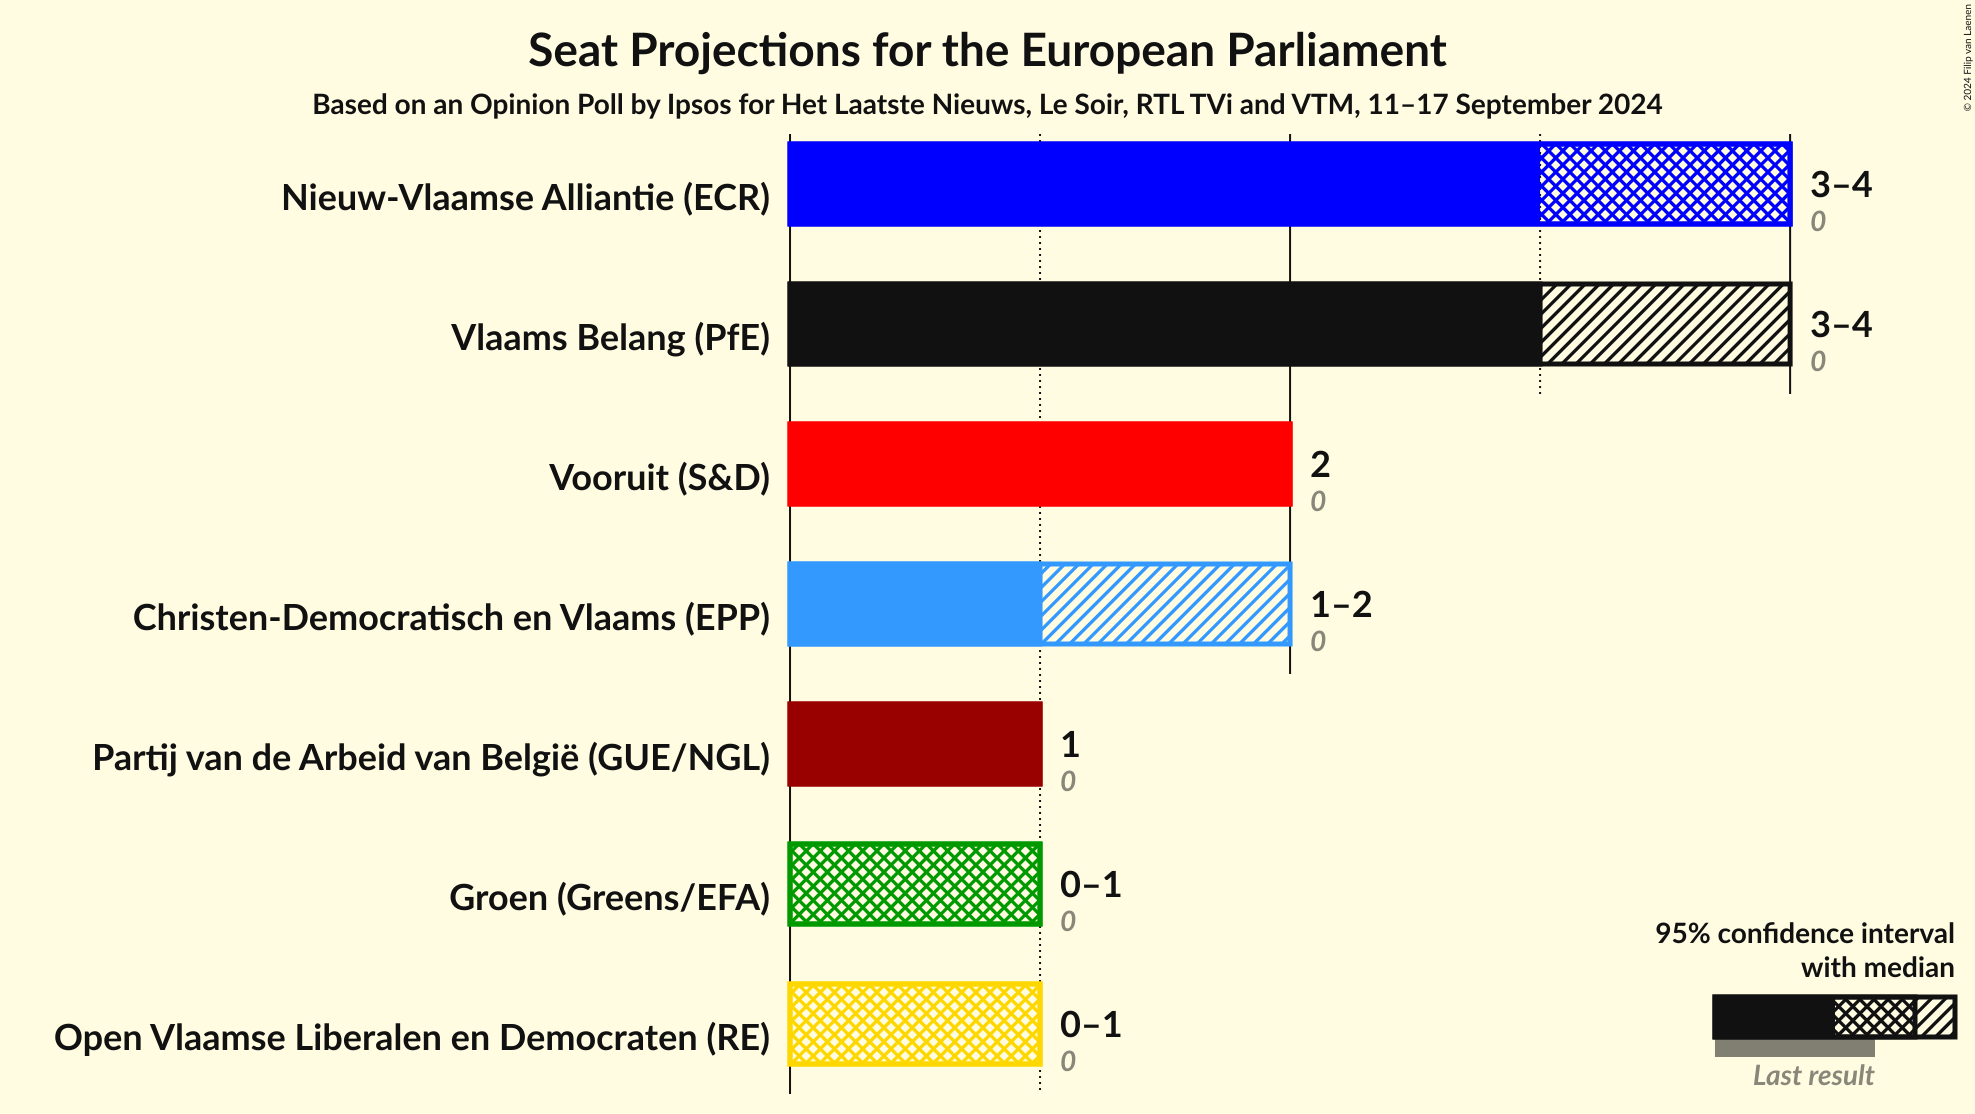 Seat Projections for the European Parliament
Based on an Opinion Poll by Ipsos for Het Laatste Nieuws, Le Soir, RTL TVi and VTM, 11–17 September 2024
© 2024 Filip van Laenen
Nieuw-Vlaamse Alliantie (ECR)
3–4
0
Vlaams Belang (PfE)
3–4
0
Vooruit (S&D)
2
0
Christen-Democratisch en Vlaams (EPP)
1–2
0
Partij van de Arbeid van België (GUE/NGL)
1
0
Groen (Greens/EFA)
0–1
0
Open Vlaamse Liberalen en Democraten (RE)
0–1
0
95% confidence interval
with median
Last result